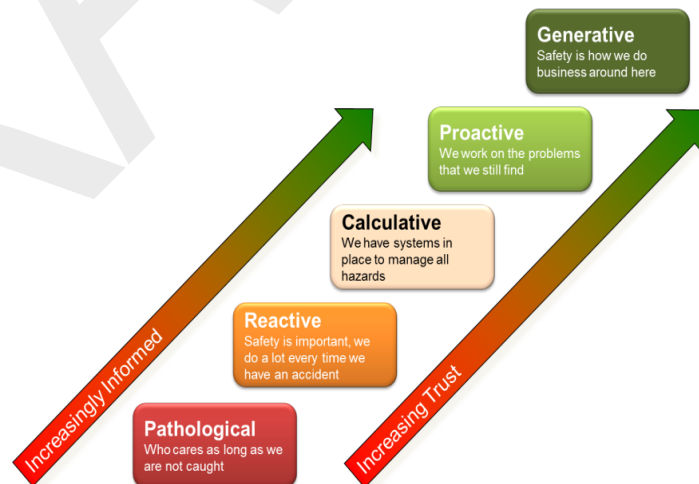 Generative
Safety is how we do
business around here
Proactive
We work on the problems
that we still find
Calculative
We have systems in
place to manage all
hazards
Reactive
Safety is important, we
do a lot every time we
have an accident
Pathological
Who cares as long as we
are not caught
Increasingly Informed
Increasing Trust